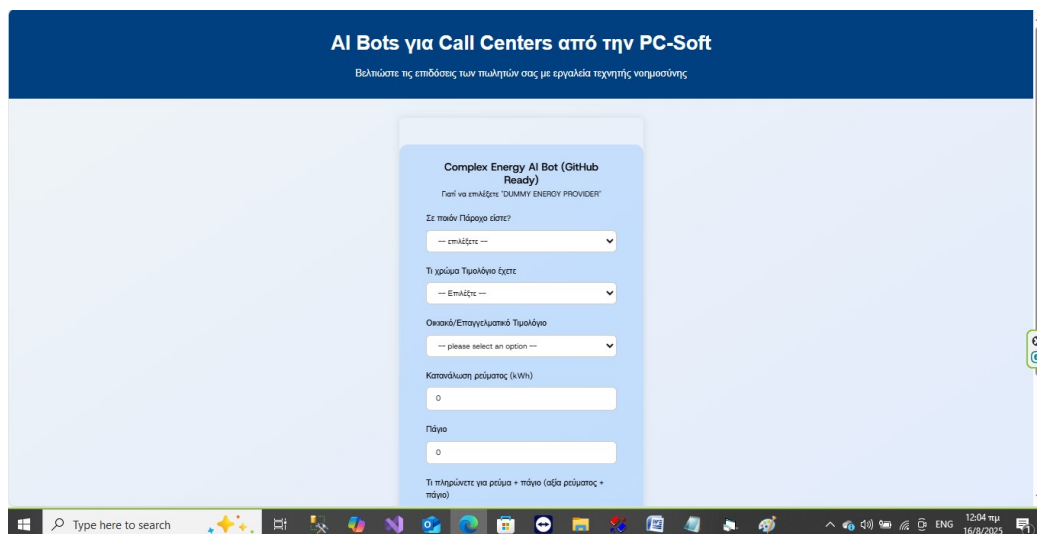 AI Bots για Call Centers από την PC-Soft
Βελτιώστε τις επιδόσεις των πωλητών σας με εργαλεία τεχνητής νοημοσύνης
Complex Energy AI Bot (GitHub
Ready)
Γιατί να επιλέξετε "DUMMY ENERGY PROVIDER"
Σε ποιόν Πάροχο είστε?
-- επιλέξετε --
Τι χρώμα Τιμολόγιο έχετε
-- Επιλέξτε --
Οικιακό/Επαγγελματικό Τιμολόγιο
-- please select an option --
Κατανάλωση ρεύματος (kWh)
0
Πάγιο
0
Τι πληρώνετε για ρεύμα + πάγιο (αξία ρεύματος +
πάγιο)
Type here to search
ENG
12:04 πμ
16/8/2025